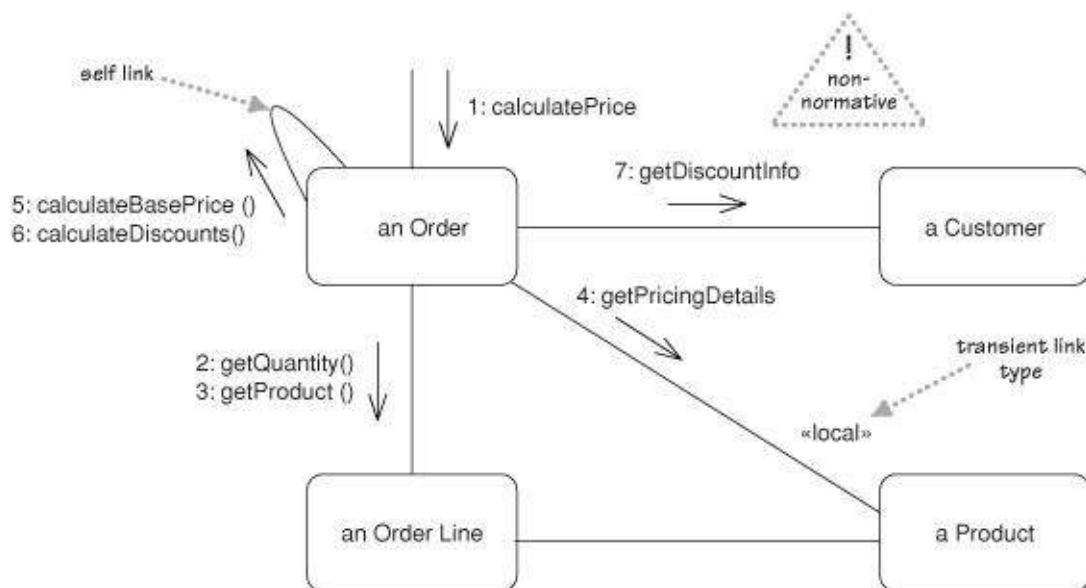 !
non-
normative
self link
1: calculatePrice
7: getDiscountInfo
5: calculateBasePrice ()
6: calculateDiscounts()
an Order
a Customer
4: getPricingDetails
2: getQuantity()
3: getProduct ()
transient link
type
«local»
an Order Line
a Product